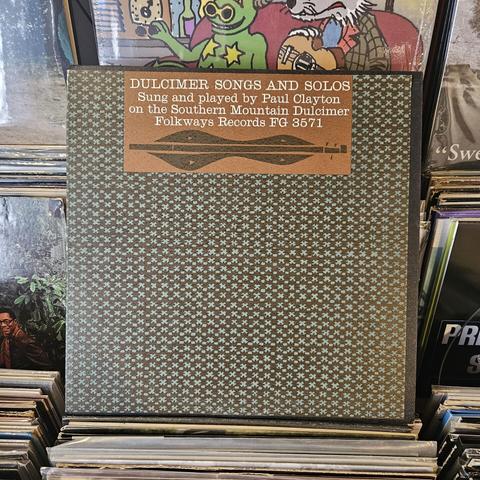 DULCIMER SONGS AND SOLOS
Sung and played by Paul Clayton
on the Southern Mountain Dulcimer
Folkways Records FG 3571
"Swe
PR
S